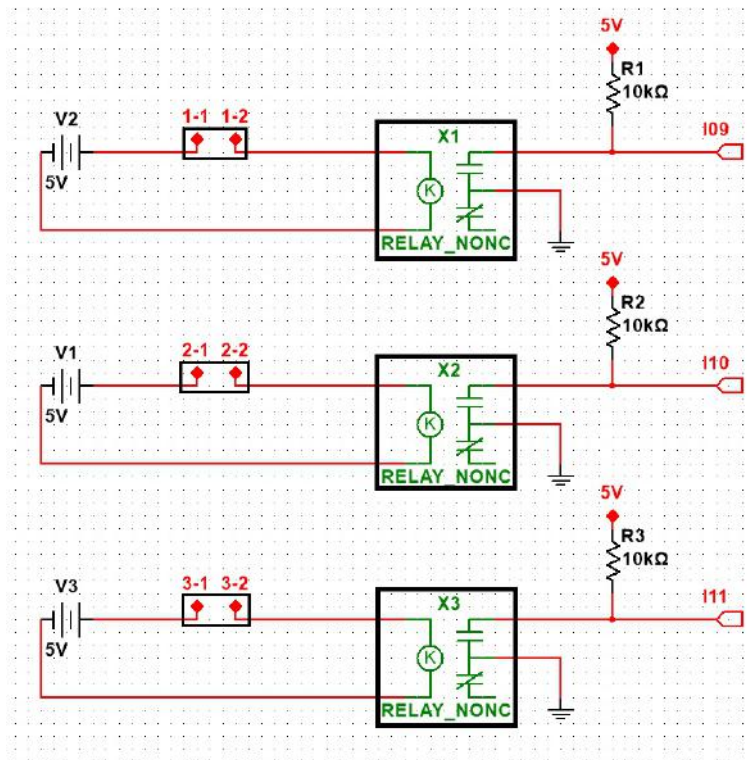 5V
R1
10kΩ
V2
1-1 1-2
X1
I09
5V
K
RELAY_NONC
5V
R2
10kΩ
V1
2-1 2-2
X2
I10
5V
K
RELAY_NONC
5V
R3
10kΩ
V3
3-1 3-2
X3
I11
5V
K
RELAY_NONC